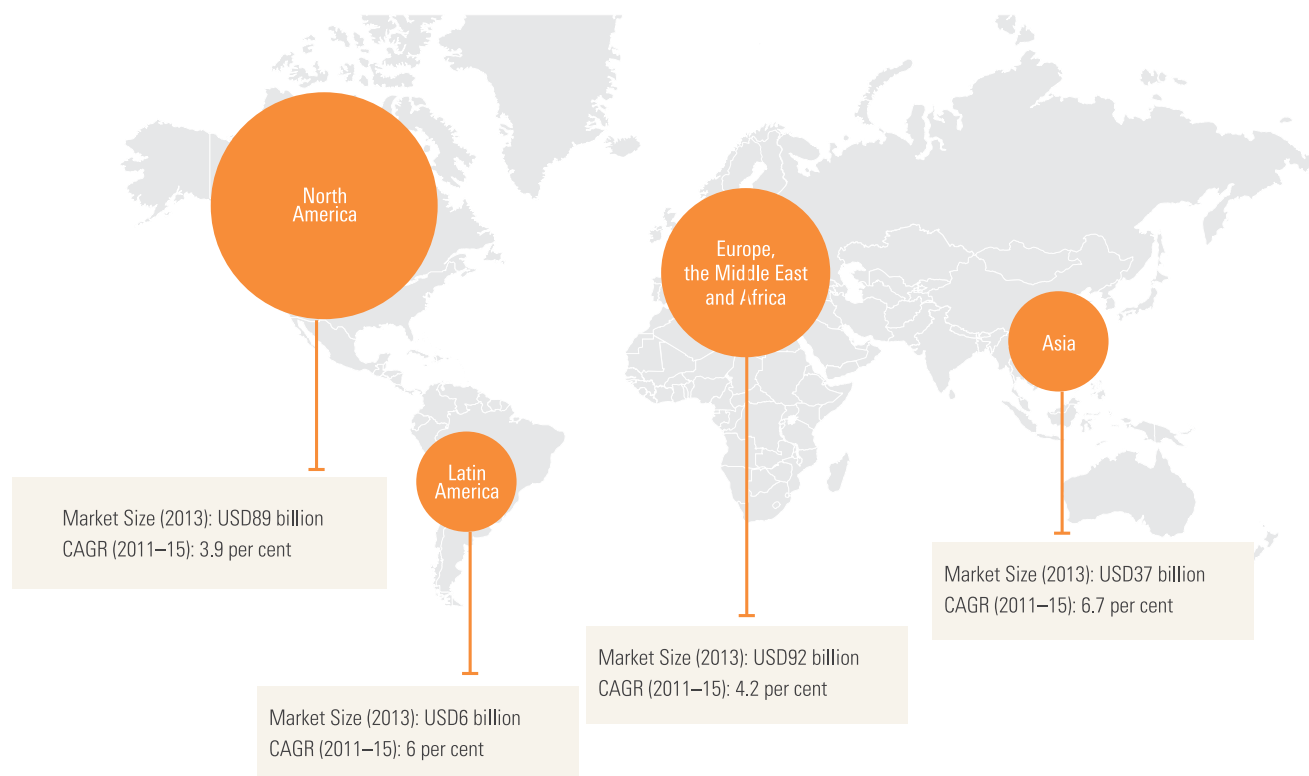 North
America
Europe,
the Middle East
and Africa
Asia
Latin
America
Market Size (2013): USD89 billion
CAGR (2011–15): 3.9 per cent
Market Size (2013): USD37 billion
CAGR (2011–15): 6.7 per cent
Market Size (2013): USD92 billion
CAGR (2011–15): 4.2 per cent
Market Size (2013): USD6 billion
CAGR (2011–15): 6 per cent